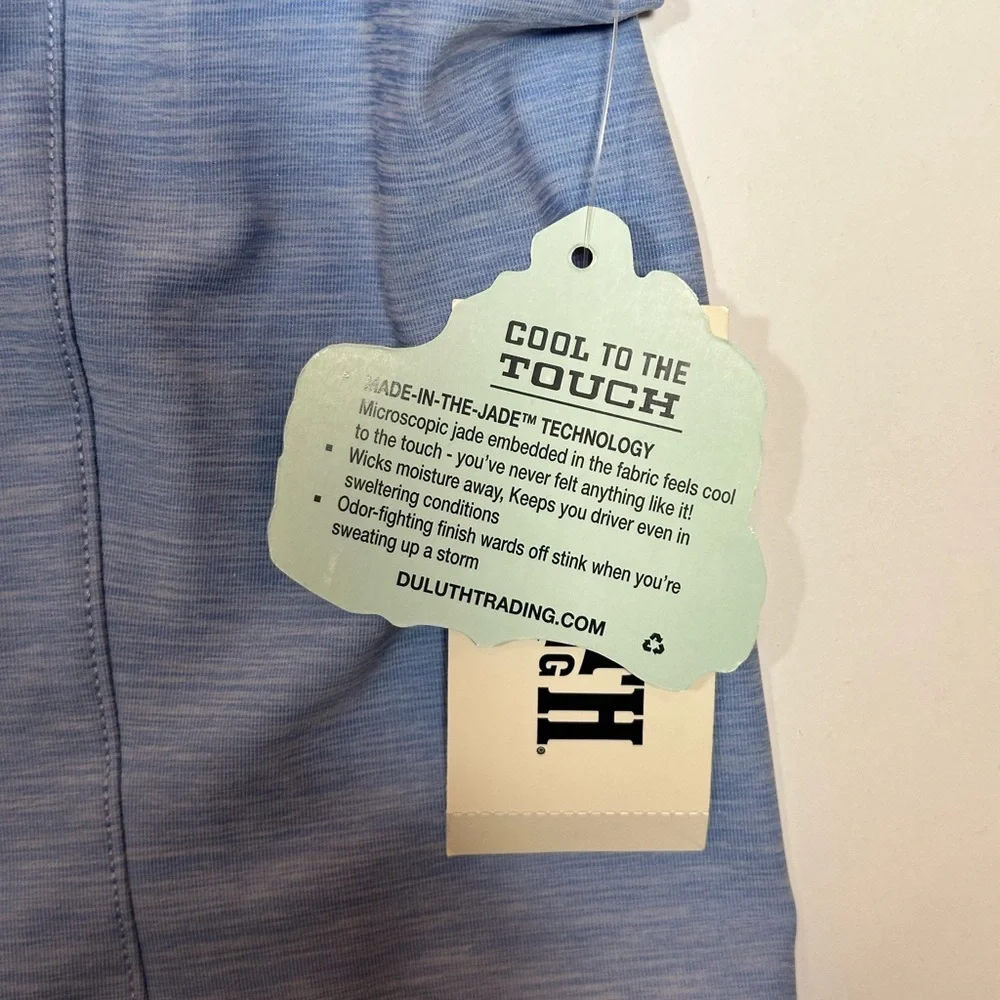 COOL TO THE
TOUCH
MADE-IN-THE-JADE™ TECHNOLOGY
Microscopic jade embedded in the fabric feels cool
to the touch - you've never felt anything like it!
▪ Wicks moisture away, Keeps you driver even in
sweltering conditions
▪ Odor-fighting finish wards off stink when you're
sweating up a storm
DULUTHTRADING.COM
TH
NG
®